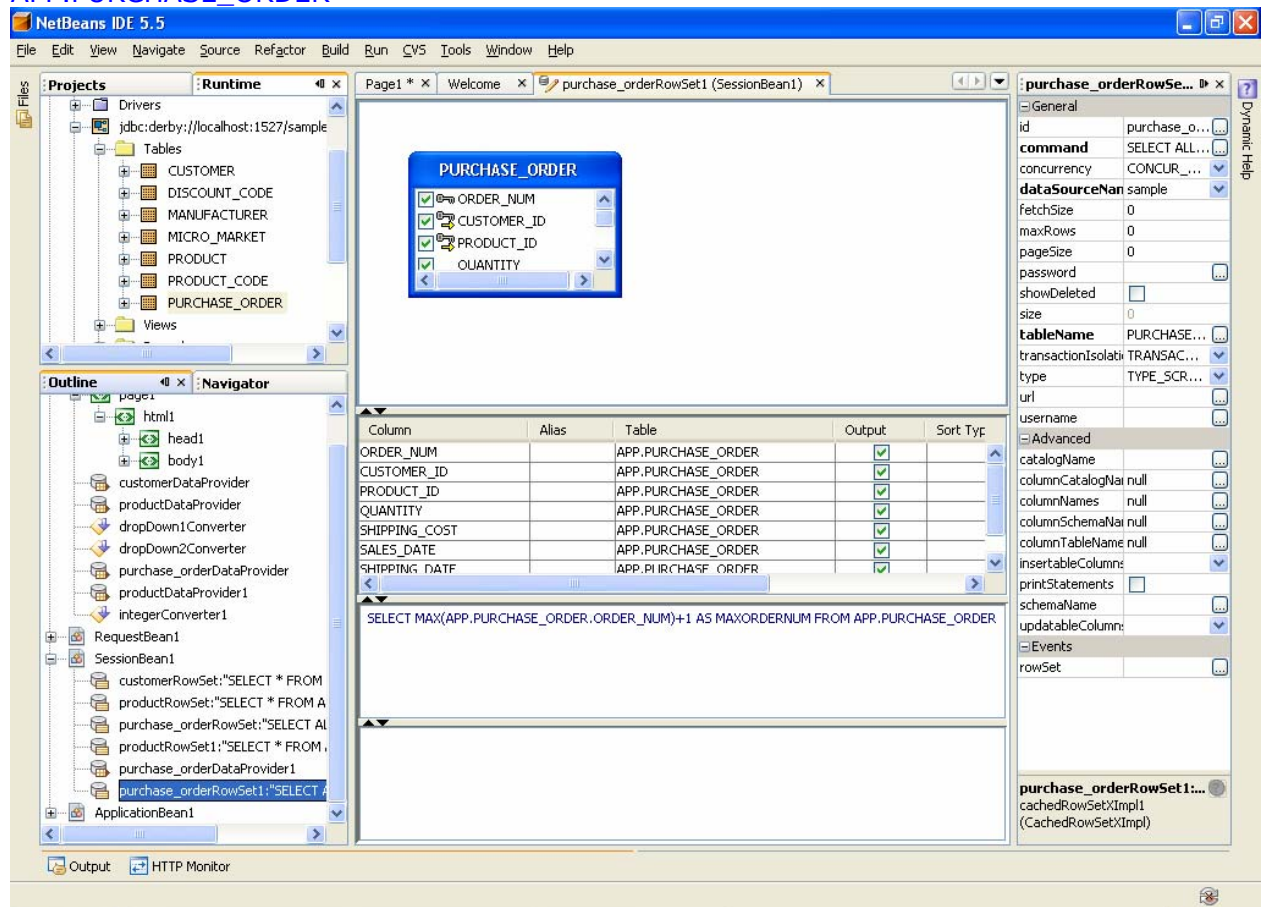 APP.PURCHASE_ORDER
NetBeans IDE 5.5
File Edit View Navigate Source Refactor Build Run CVS Tools Window Help
Files
Projects Runtime
Drivers
jdbc:derby://localhost:1527/sample
Tables
CUSTOMER
DISCOUNT_CODE
MANUFACTURER
MICRO_MARKET
PRODUCT
PRODUCT_CODE
PURCHASE_ORDER
Views
Outline Navigator
page1
html1
head1
body1
customerDataProvider
productDataProvider
dropDown1Converter
dropDown2Converter
purchase_orderDataProvider
productDataProvider1
integerConverter1
RequestBean1
SessionBean1
customerRowSet:"SELECT * FROM
productRowSet:"SELECT * FROM A
purchase_orderRowSet:"SELECT AL
productRowSet1:"SELECT * FROM
purchase_orderDataProvider1
purchase_orderRowSet1:"SELECT A
ApplicationBean1
Page1 * Welcome purchase_orderRowSet1 (SessionBean1)
PURCHASE_ORDER
ORDER_NUM
CUSTOMER_ID
PRODUCT_ID
QUANTITY
Column Alias Table Output Sort Typ
ORDER_NUM APP.PURCHASE_ORDER
CUSTOMER_ID APP.PURCHASE_ORDER
PRODUCT_ID APP.PURCHASE_ORDER
QUANTITY APP.PURCHASE_ORDER
SHIPPING_COST APP.PURCHASE_ORDER
SALES_DATE APP.PURCHASE_ORDER
SHIPPING_DATE APP.PURCHASE_ORDER
SELECT MAX(APP.PURCHASE_ORDER.ORDER_NUM)+1 AS MAXORDERNUM FROM APP.PURCHASE_ORDER
purchase_orderRowSe...
General
id purchase_o... ...
command SELECT ALL... ...
concurrency CONCUR_...
dataSourceNan sample
fetchSize 0
maxRows 0
pageSize 0
password ...
showDeleted
size 0
tableName PURCHASE... ...
transactionIsolati TRANSAC...
type TYPE_SCR...
url ...
username ...
Advanced
catalogName ...
columnCatalogNai null ...
columnNames null ...
columnSchemaNai null ...
columnTableName null ...
insertableColumns
printStatements
schemaName ...
updatableColumns
Events
rowSet ...
purchase_orderRowSet1:...
cachedRowSetXImpl1
(CachedRowSetXImpl)
Dynamic Help
Output HTTP Monitor